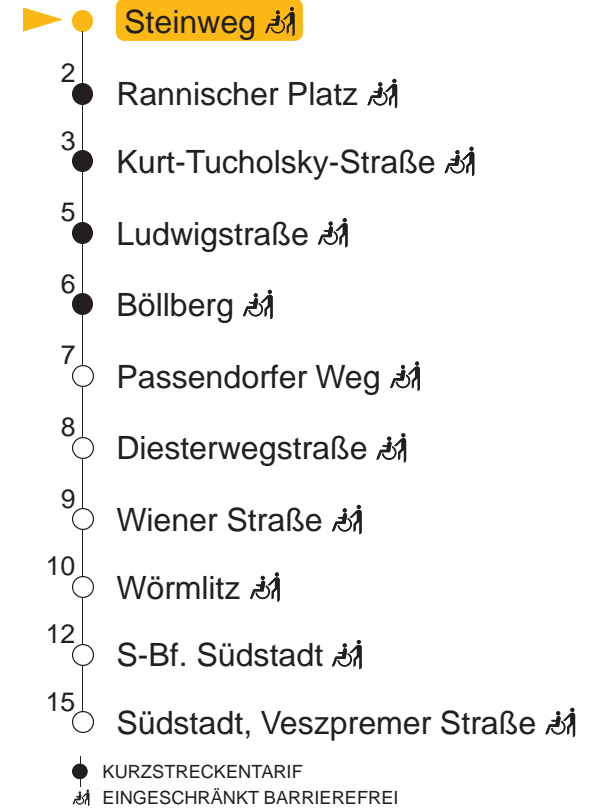 Steinweg
2
Rannischer Platz
3
Kurt-Tucholsky-Straße
5
Ludwigstraße
6
Böllberg
7
Passendorfer Weg
8
Diesterwegstraße
9
Wiener Straße
10
Wörmlitz
12
S-Bf. Südstadt
15
Südstadt, Veszpremer Straße
KURZSTRECKENTARIF
EINGESCHRÄNKT BARRIEREFREI